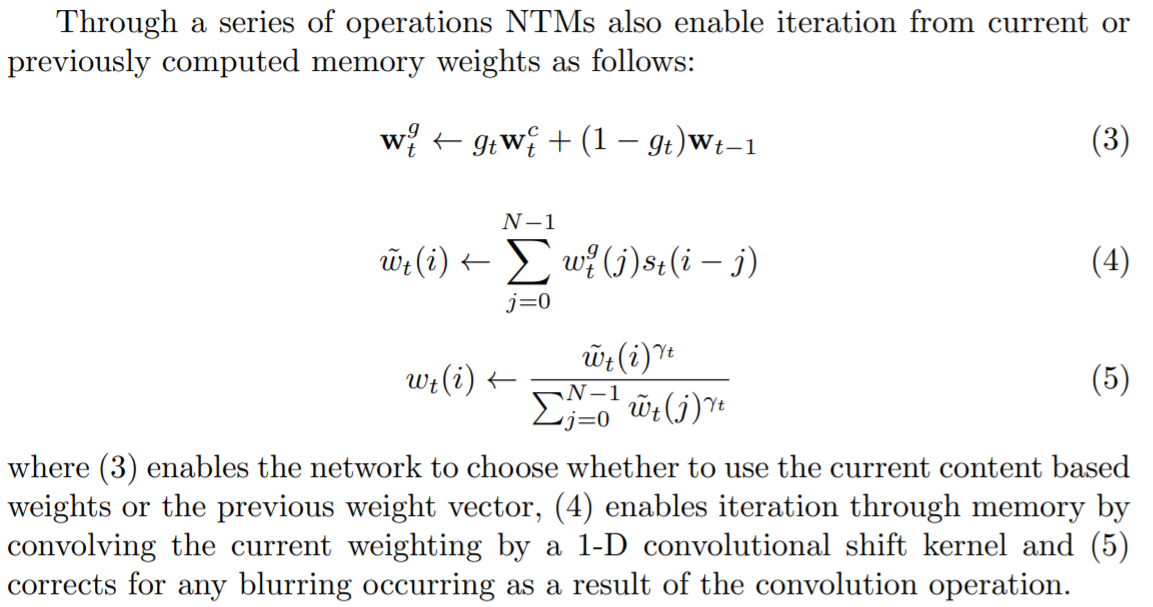 Through a series of operations NTMs also enable iteration from current or
previously computed memory weights as follows:
$\mathbf{w}_t^g \leftarrow g_t \mathbf{w}_t^c + (1 - g_t)\mathbf{w}_{t-1}$ (3)
$\tilde{w}_t(i) \leftarrow \sum_{j=0}^{N-1} w_t^g(j) s_t(i - j)$ (4)
$w_t(i) \leftarrow \frac{\tilde{w}_t(i)^{\gamma_t}}{\sum_{j=0}^{N-1} \tilde{w}_t(j)^{\gamma_t}}$ (5)
where (3) enables the network to choose whether to use the current content based
weights or the previous weight vector, (4) enables iteration through memory by
convolving the current weighting by a 1-D convolutional shift kernel and (5)
corrects for any blurring occurring as a result of the convolution operation.